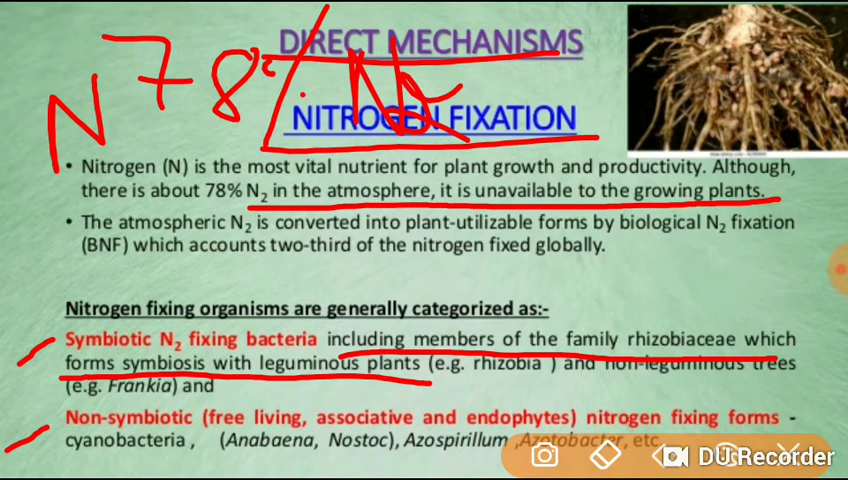 DIRECT MECHANISMS
N 78% N2
NITROGEN FIXATION
• Nitrogen (N) is the most vital nutrient for plant growth and productivity. Although,
there is about 78% N2 in the atmosphere, it is unavailable to the growing plants.
• The atmospheric N2 is converted into plant-utilizable forms by biological N2 fixation
(BNF) which accounts two-third of the nitrogen fixed globally.
Nitrogen fixing organisms are generally categorized as:-
Symbiotic N2 fixing bacteria including members of the family rhizobiaceae which
forms symbiosis with leguminous plants (e.g. rhizobia ) and non-leguminous trees
(e.g. Frankia) and
Non-symbiotic (free living, associative and endophytes) nitrogen fixing forms -
cyanobacteria , (Anabaena, Nostoc), Azospirillum ,Azotobacter, etc
DU Recorder